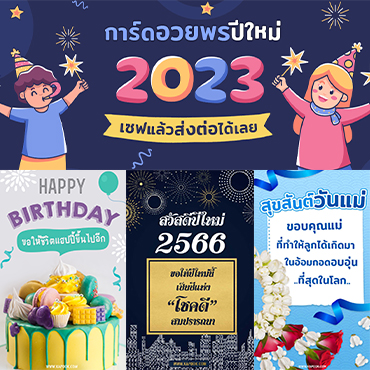 การ์ดอวยพรปีใหม่
2023
เซฟแล้วส่งต่อได้เลย
HAPPY
BIRTHDAY
ขอให้ชีวิตแฮปปี้ขึ้นไปอีก
สวัสดีปีใหม่
2566
ขอให้ปีใหม่นี้
เป็นปีแห่ง
“โชคดี”
สมปรารถนา
สุขสันต์วันแม่
ขอบคุณแม่
ที่ทำให้ลูกได้เกิดมา
ในอ้อมกอดอบอุ่น
..ที่สุดในโลก..